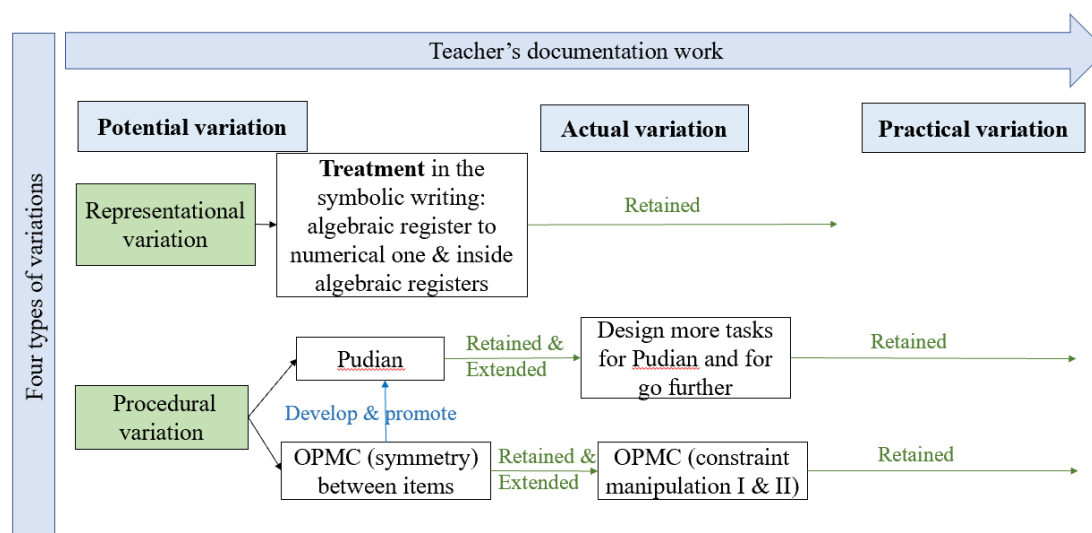 Teacher's documentation work
Four types of variations
Potential variation
Actual variation
Practical variation
Representational
variation
Treatment in the
symbolic writing:
algebraic register to
numerical one & inside
algebraic registers
Retained
Procedural
variation
Pudian
Retained &
Extended
Design more tasks
for Pudian and for
go further
Retained
Develop & promote
OPMC (symmetry)
between items
Retained &
Extended
OPMC (constraint
manipulation I & II)
Retained